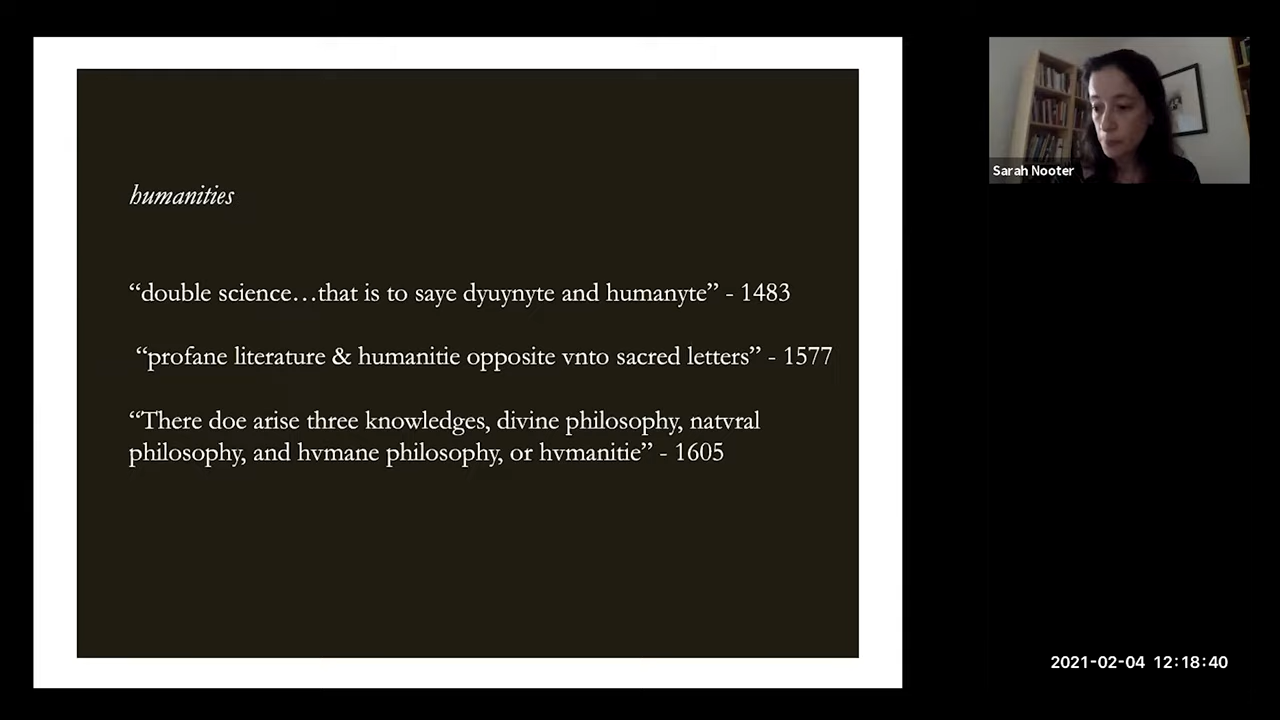 humanities
“double science…that is to saye dyuynyte and humanyte” - 1483
“profane literature & humanitie opposite vnto sacred letters” - 1577
“There doe arise three knowledges, divine philosophy, natvral
philosophy, and hvmane philosophy, or hvmanitie” - 1605
Sarah Nooter
2021-02-04 12:18:40